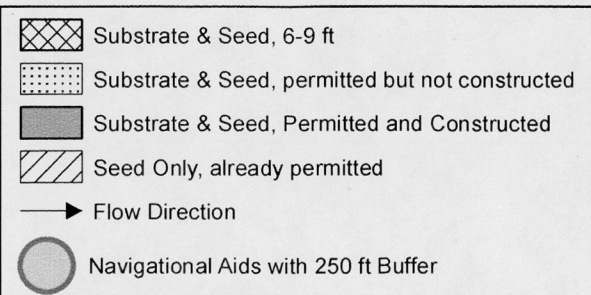 Substrate & Seed, 6-9 ft
Substrate & Seed, permitted but not constructed
Substrate & Seed, Permitted and Constructed
Seed Only, already permitted
Flow Direction
Navigational Aids with 250 ft Buffer